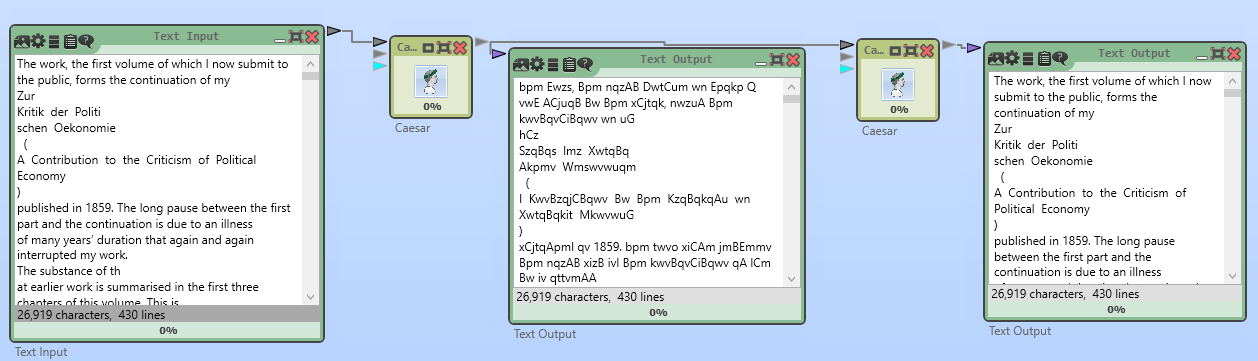 Text Input
The work, the first volume of which I now submit to
the public, forms the continuation of my
Zur
Kritik der Politi
schen Oekonomie
(
A Contribution to the Criticism of Political
Economy
)
published in 1859. The long pause between the first
part and the continuation is due to an illness
of many years’ duration that again and again
interrupted my work.
The substance of th
at earlier work is summarised in the first three
chapters of this volume. This is
26,919 characters, 430 lines
0%
Text Input
Ca...
0%
Caesar
Text Output
bpm Ewzs, Bpm nqzAB DwtCum wn Epqkp Q
vwE ACjuqB Bw Bpm xCjtqk, nwzuA Bpm
kwvBqvCiBqwv wn uG
hCz
SzqBqs lmz XwtqBq
Akpmv Wmswvwuqm
(
I KwvBzqjCBqwv Bw Bpm KzqBqkqAu wn
XwtqBqkit MkwvwuG
)
xCjtqApml qv 1859. bpm twvo xiCAm jmBEmmv
Bpm nqzAB xizB ivl Bpm kwvBqvCiBqwv qA lCm
Bw iv qttvmAA
26,919 characters, 430 lines
0%
Text Output
Ca...
0%
Caesar
Text Output
The work, the first volume of which I now
submit to the public, forms the
continuation of my
Zur
Kritik der Politi
schen Oekonomie
(
A Contribution to the Criticism of
Political Economy
)
published in 1859. The long pause
between the first part and the
continuation is due to an illness
26,919 characters, 430 lines
0%
Text Output